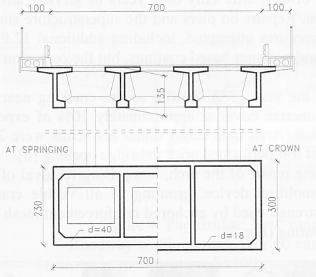 100 700 100
135
AT SPRINGING
AT CROWN
230
300
d=40
d=18
700